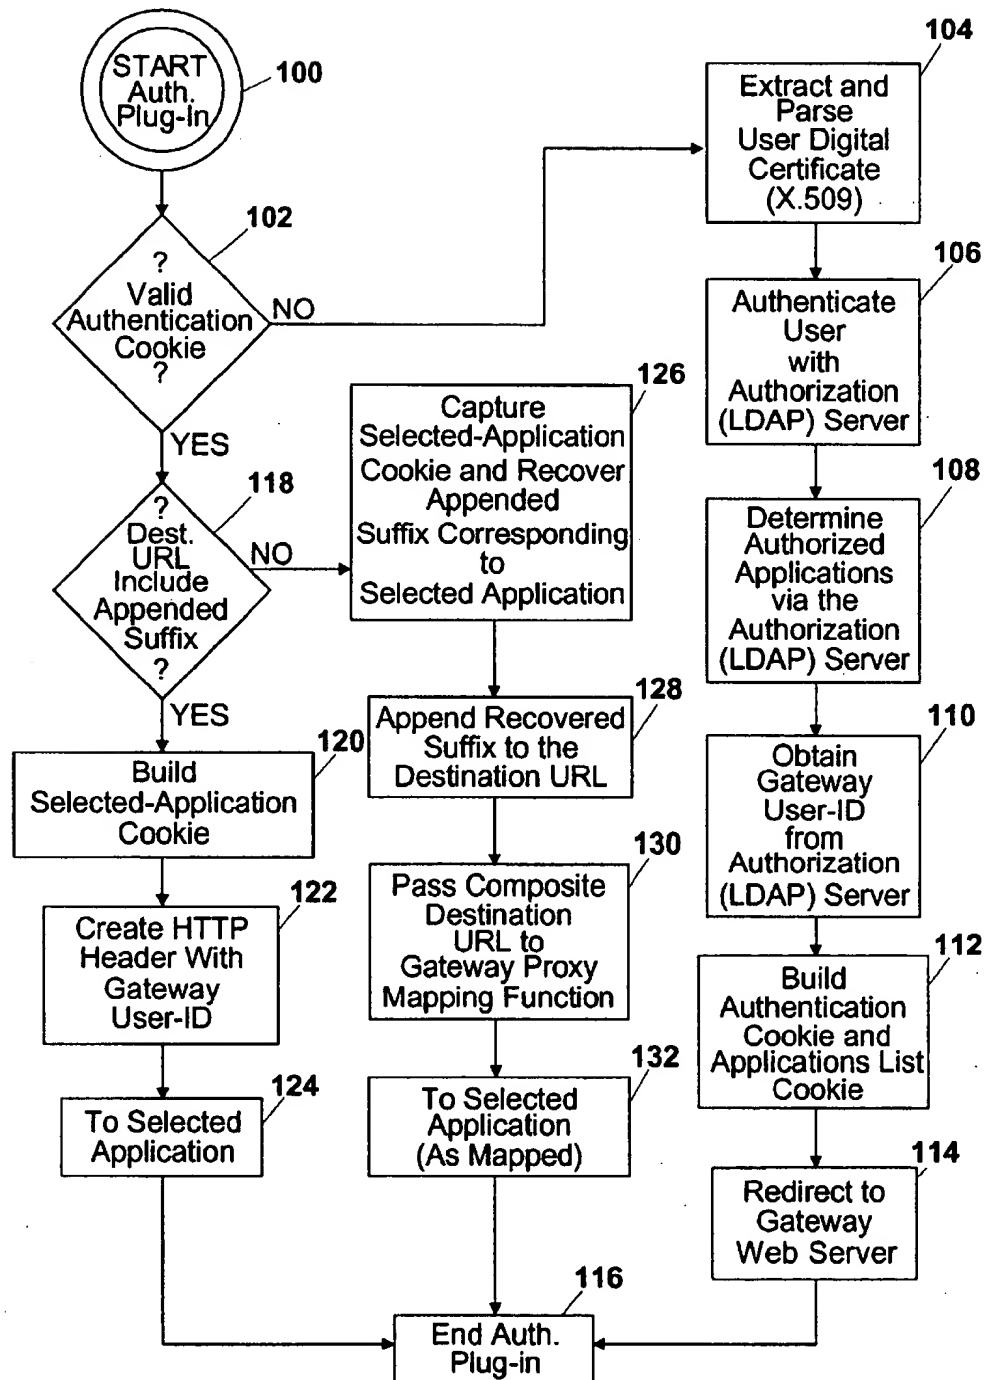 START
Auth.
Plug-In
100
102
?
Valid
Authentication
Cookie
?
NO
YES
104
Extract and
Parse
User Digital
Certificate
(X.509)
106
Authenticate
User
with
Authorization
(LDAP) Server
108
Determine
Authorized
Applications
via the
Authorization
(LDAP) Server
110
Obtain
Gateway
User-ID
from
Authorization
(LDAP) Server
112
Build
Authentication
Cookie and
Applications List
Cookie
114
Redirect to
Gateway
Web Server
118
?
Dest.
URL
Include
Appended
Suffix
?
NO
YES
126
Capture
Selected-Application
Cookie and Recover
Appended
Suffix Corresponding
to
Selected Application
128
Append Recovered
Suffix to the
Destination URL
130
Pass Composite
Destination
URL to
Gateway Proxy
Mapping Function
132
To Selected
Application
(As Mapped)
120
Build
Selected-Application
Cookie
122
Create HTTP
Header With
Gateway
User-ID
124
To Selected
Application
116
End Auth.
Plug-in